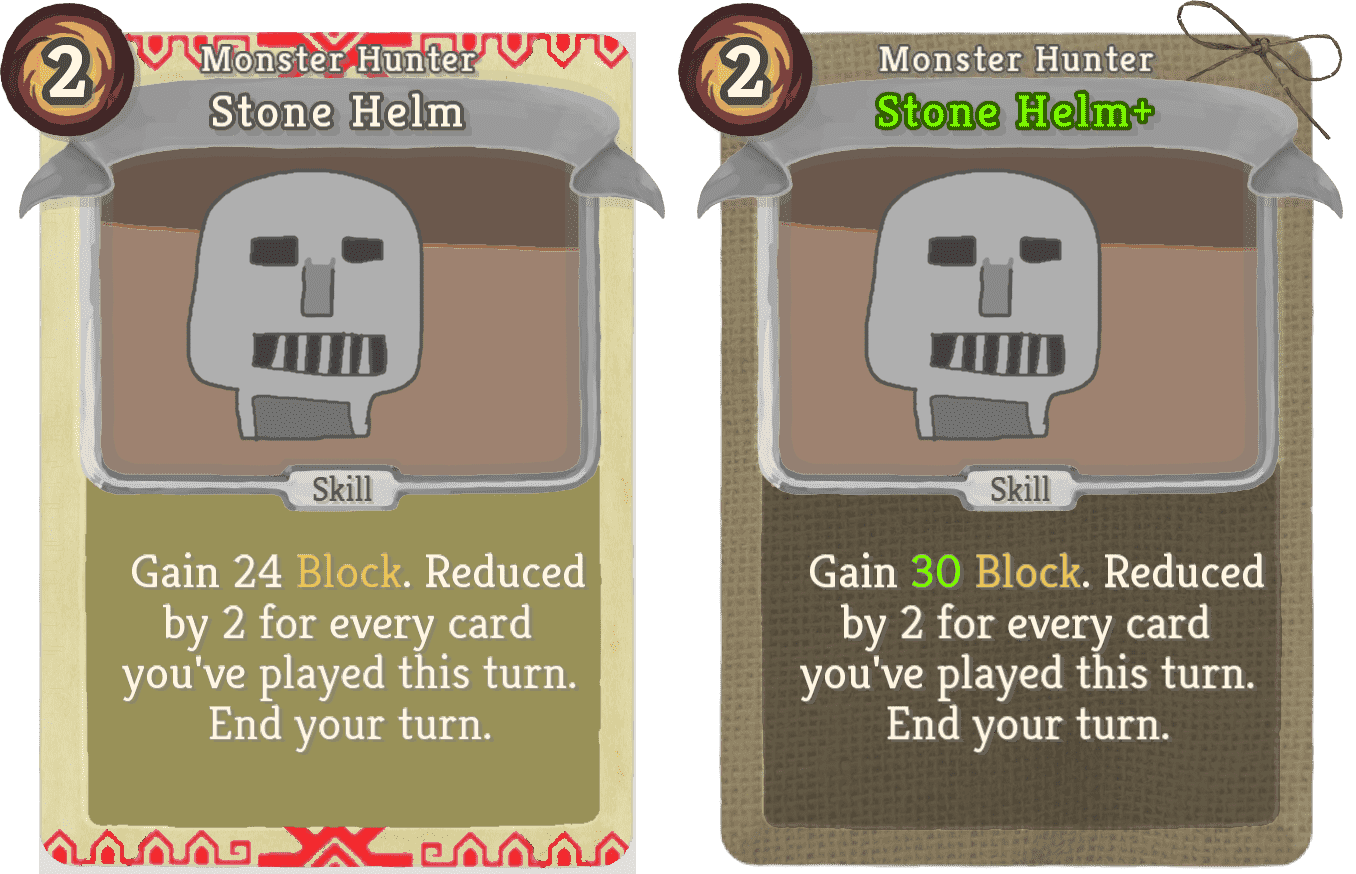 2
Monster Hunter
Stone Helm
Skill
Gain 24 Block. Reduced
by 2 for every card
you've played this turn.
End your turn.
2
Monster Hunter
Stone Helm+
Skill
Gain 30 Block. Reduced
by 2 for every card
you've played this turn.
End your turn.